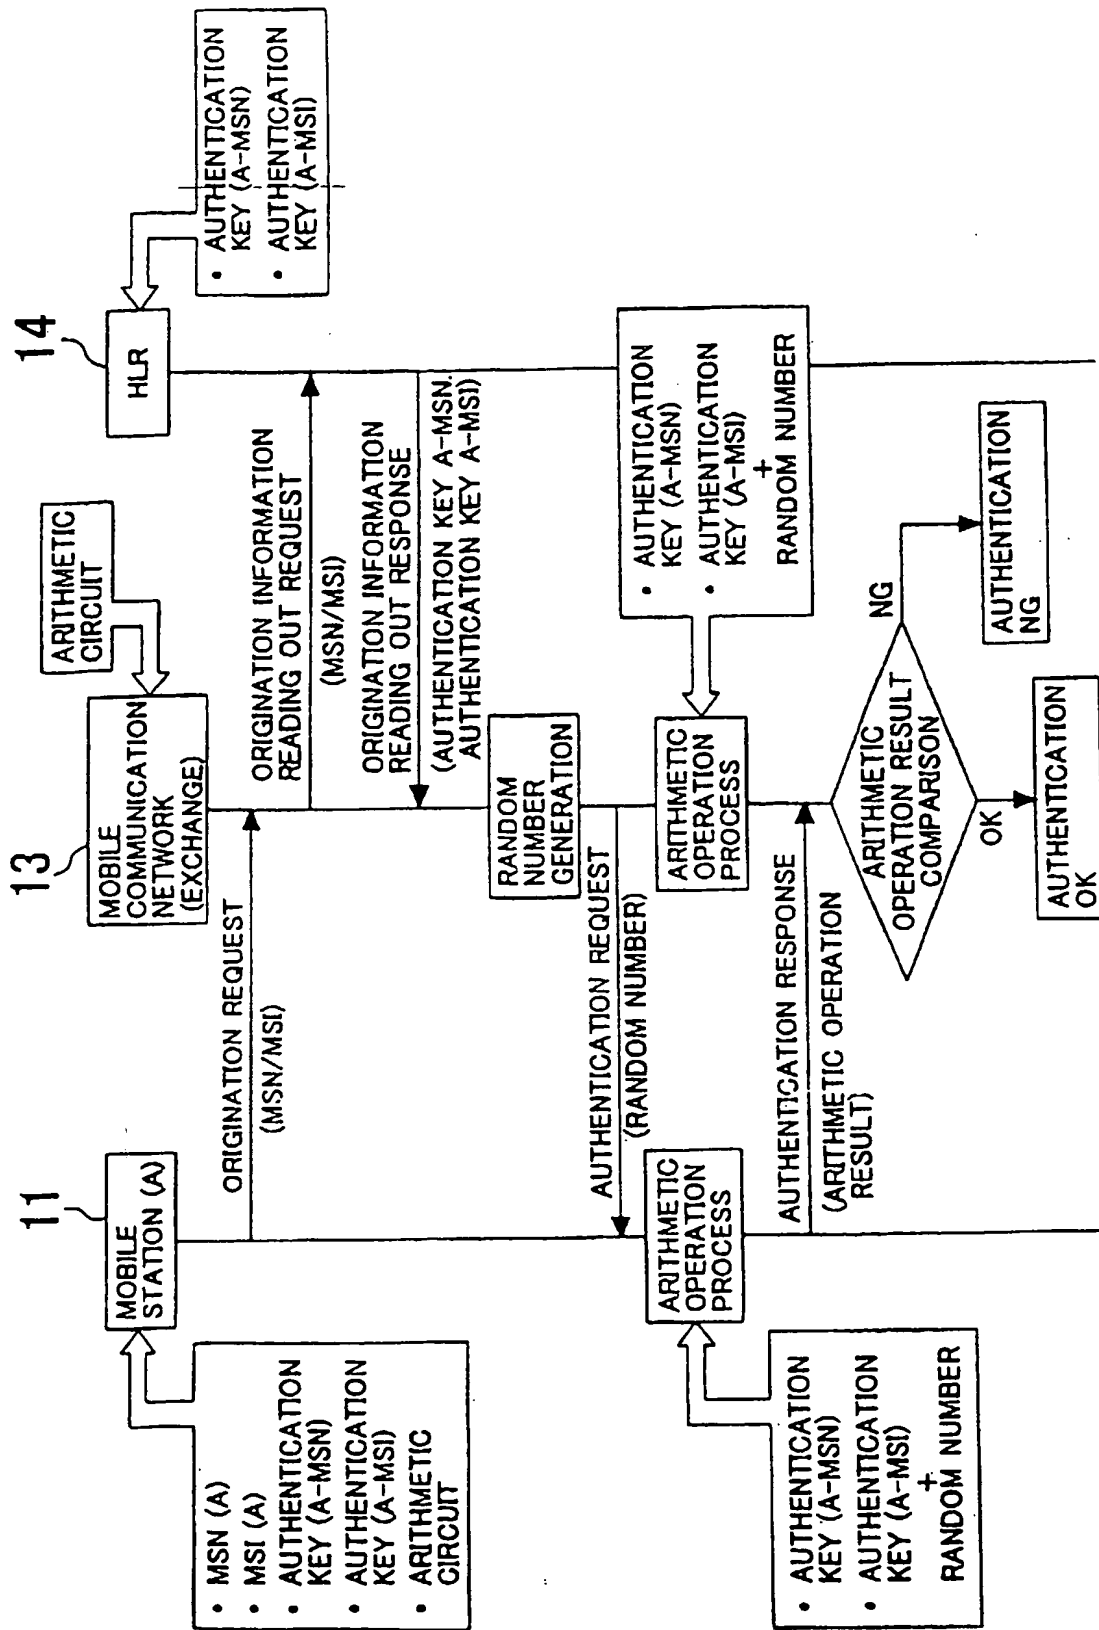 11
MOBILE
STATION (A)
• MSN (A)
• MSI (A)
• AUTHENTICATION
KEY (A-MSN)
• AUTHENTICATION
KEY (A-MSI)
• ARITHMETIC
CIRCUIT
13
MOBILE
COMMUNICATION
NETWORK
(EXCHANGE)
ARITHMETIC
CIRCUIT
14
HLR
• AUTHENTICATION
KEY (A-MSN)
• AUTHENTICATION
KEY (A-MSI)
ORIGINATION REQUEST
(MSN/MSI)
ORIGINATION INFORMATION
READING OUT REQUEST
(MSN/MSI)
ORIGINATION INFORMATION
READING OUT RESPONSE
(AUTHENTICATION KEY A-MSN.
AUTHENTICATION KEY A-MSI)
RANDOM
NUMBER
GENERATION
AUTHENTICATION REQUEST
(RANDOM NUMBER)
ARITHMETIC
OPERATION
PROCESS
• AUTHENTICATION
KEY (A-MSN)
• AUTHENTICATION
KEY (A-MSI)
+
RANDOM NUMBER
ARITHMETIC
OPERATION
PROCESS
• AUTHENTICATION
KEY (A-MSN)
• AUTHENTICATION
KEY (A-MSI)
+
RANDOM NUMBER
AUTHENTICATION RESPONSE
(ARITHMETIC OPERATION
RESULT)
ARITHMETIC
OPERATION RESULT
COMPARISON
NG
OK
AUTHENTICATION
NG
AUTHENTICATION
OK